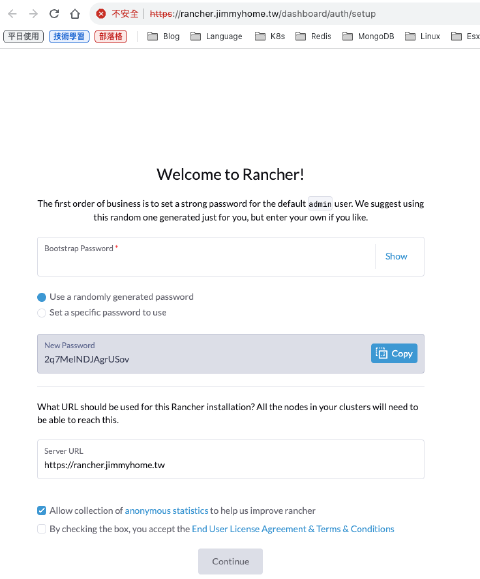 不安全 https://rancher.jimmyhome.tw/dashboard/auth/setup
平日使用 技術學習 部落格 Blog Language K8s Redis MongoDB Linux Esx
Welcome to Rancher!
The first order of business is to set a strong password for the default admin user. We suggest using
this random one generated just for you, but enter your own if you like.
Bootstrap Password *
Show
Use a randomly generated password
Set a specific password to use
New Password
2q7MelNDJAgrUSov
Copy
What URL should be used for this Rancher installation? All the nodes in your clusters will need to
be able to reach this.
Server URL
https://rancher.jimmyhome.tw
Allow collection of anonymous statistics to help us improve rancher
By checking the box, you accept the End User License Agreement & Terms & Conditions
Continue